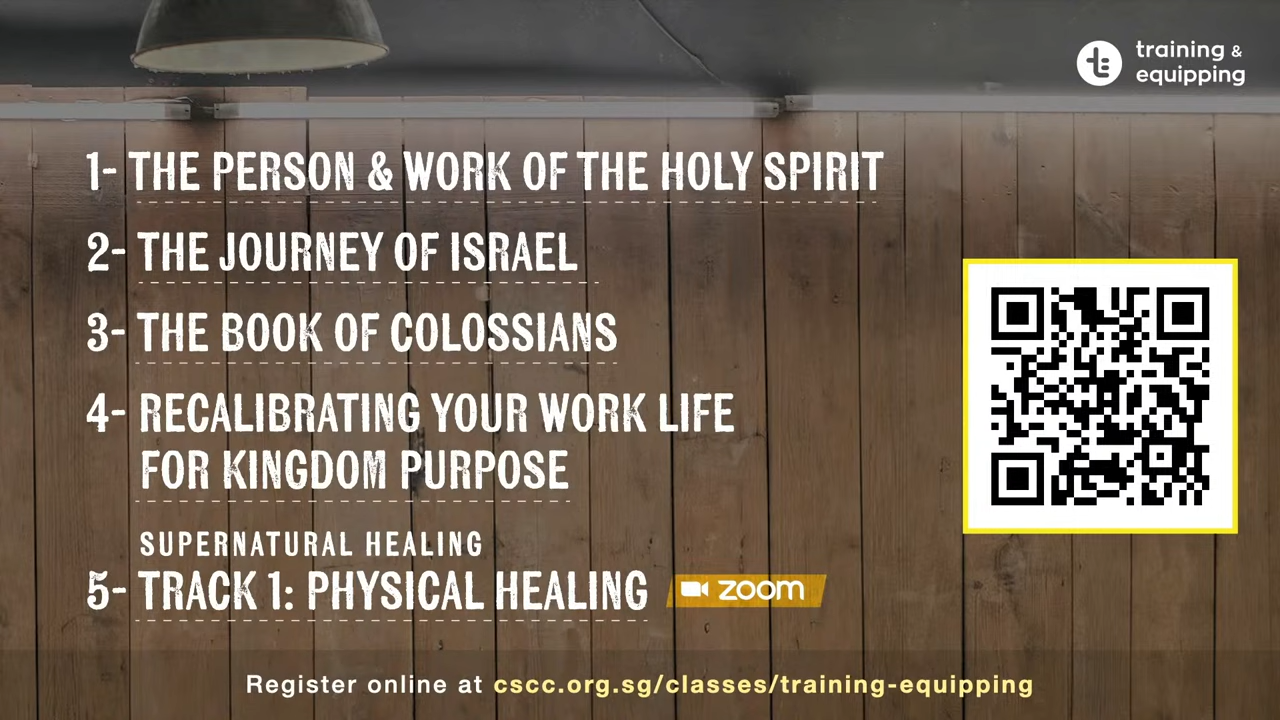 training &
equipping
1- THE PERSON & WORK OF THE HOLY SPIRIT
2- THE JOURNEY OF ISRAEL
3- THE BOOK OF COLOSSIANS
4- RECALIBRATING YOUR WORK LIFE
FOR KINGDOM PURPOSE
SUPERNATURAL HEALING
5- TRACK 1: PHYSICAL HEALING zoom
Register online at cscc.org.sg/classes/training-equipping